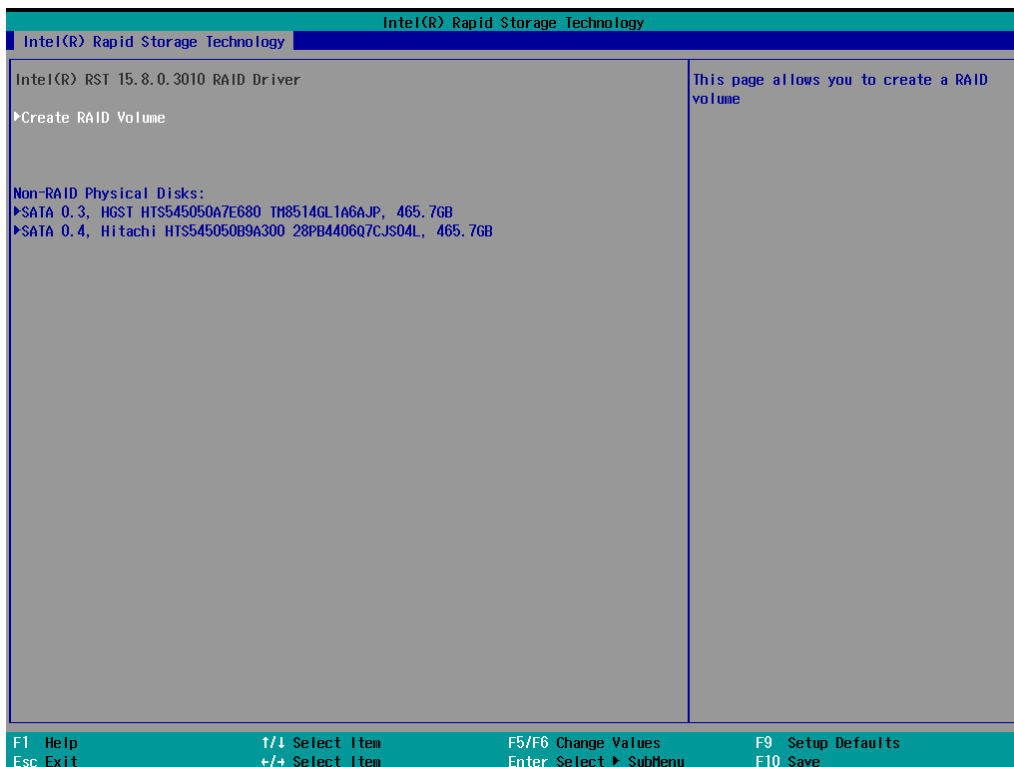 Intel(R) Rapid Storage Technology
Intel(R) Rapid Storage Technology
Intel(R) RST 15.8.0.3010 RAID Driver
▶Create RAID Volume
Non-RAID Physical Disks:
▶SATA 0.3, HGST HTS545050A7E680 TM8514GL1A6AJP, 465.7GB
▶SATA 0.4, Hitachi HTS545050B9A300 28PB4406Q7CJS04L, 465.7GB
This page allows you to create a RAID
volume
F1 Help ↑/↓ Select Item F5/F6 Change Values F9 Setup Defaults
Esc Exit ←/→ Select Item Enter Select ▶ SubMenu F10 Save